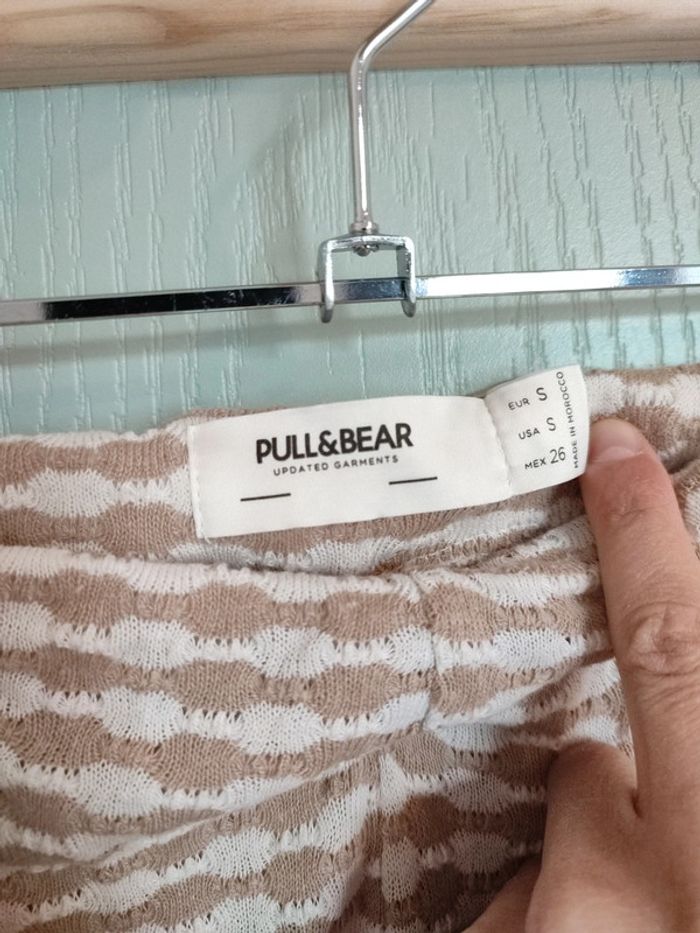 PULL&BEAR
UPDATED GARMENTS
EUR S
USA S
MEX 26
MADE IN MOROCCO